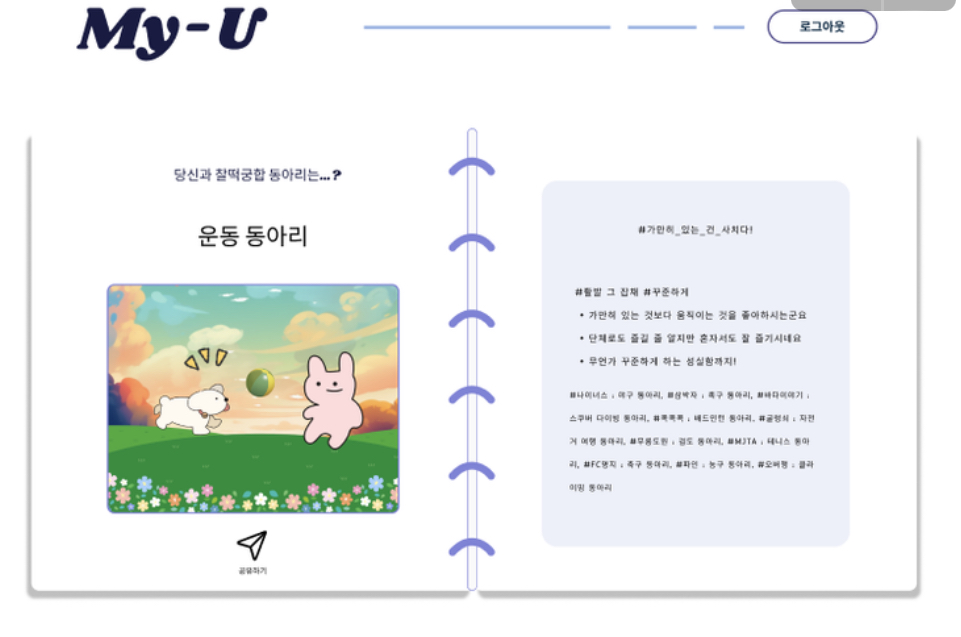 My-U
로그아웃
당신과 찰떡궁합 동아리는...?
운동 동아리
공유하기
#가만히_있는_건_사치다!
#활발 그 잡채 #꾸준하게
• 가만히 있는 것보다 움직이는 것을 좋아하시는군요
• 단체로도 즐길 줄 알지만 혼자서도 잘 즐기시네요
• 무언가 꾸준하게 하는 성실함까지!
#나이너스 : 야구 동아리, #삼박자 : 족구 동아리, #바다이야기 :
스쿠버 다이빙 동아리, #콕콕콕 : 배드민턴 동아리, #굴렁쇠 : 자전
거 여행 동아리, #무릉도원 : 검도 동아리, #MJTA : 테니스 동아
리, #FC명지 : 축구 동아리, #파인 : 농구 동아리, #오버행 : 클라
이밍 동아리